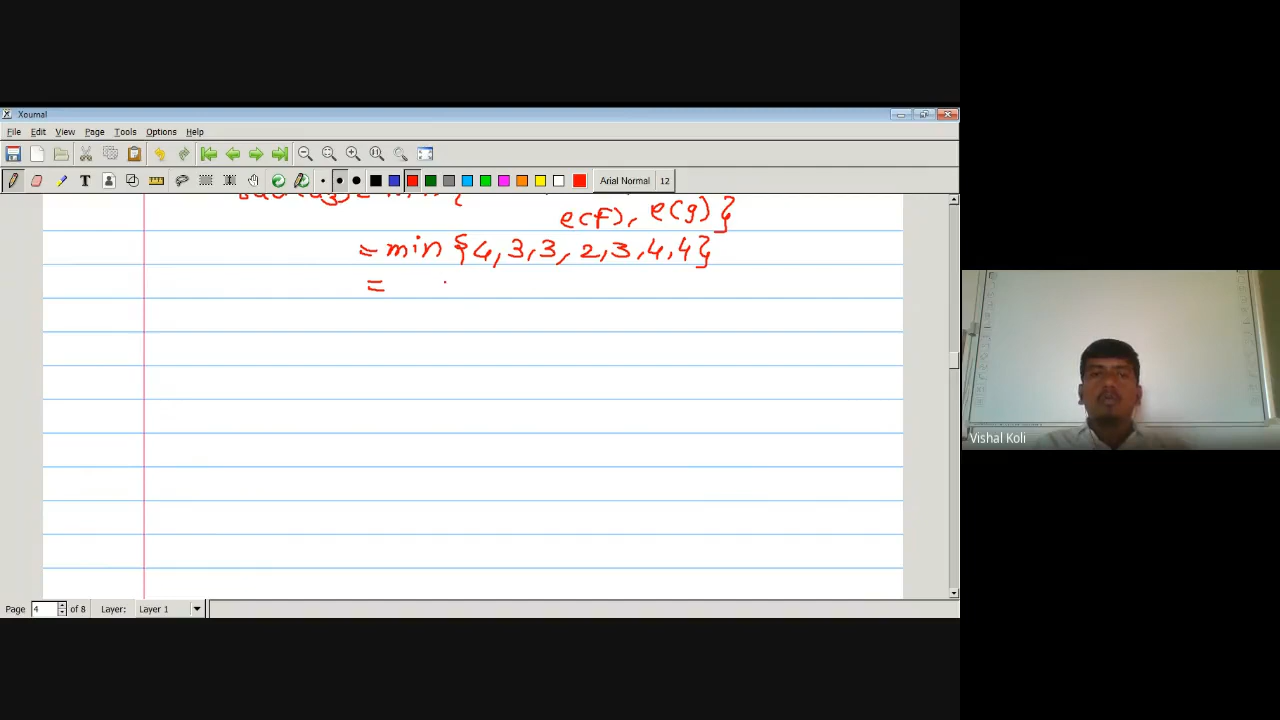 Xournal
File Edit View Page Tools Options Help
Arial Normal 12
e(f), e(g)}
= min {4, 3, 3, 2, 3, 4, 4}
=
Vishal Koli
Page 4 of 8 Layer: Layer 1